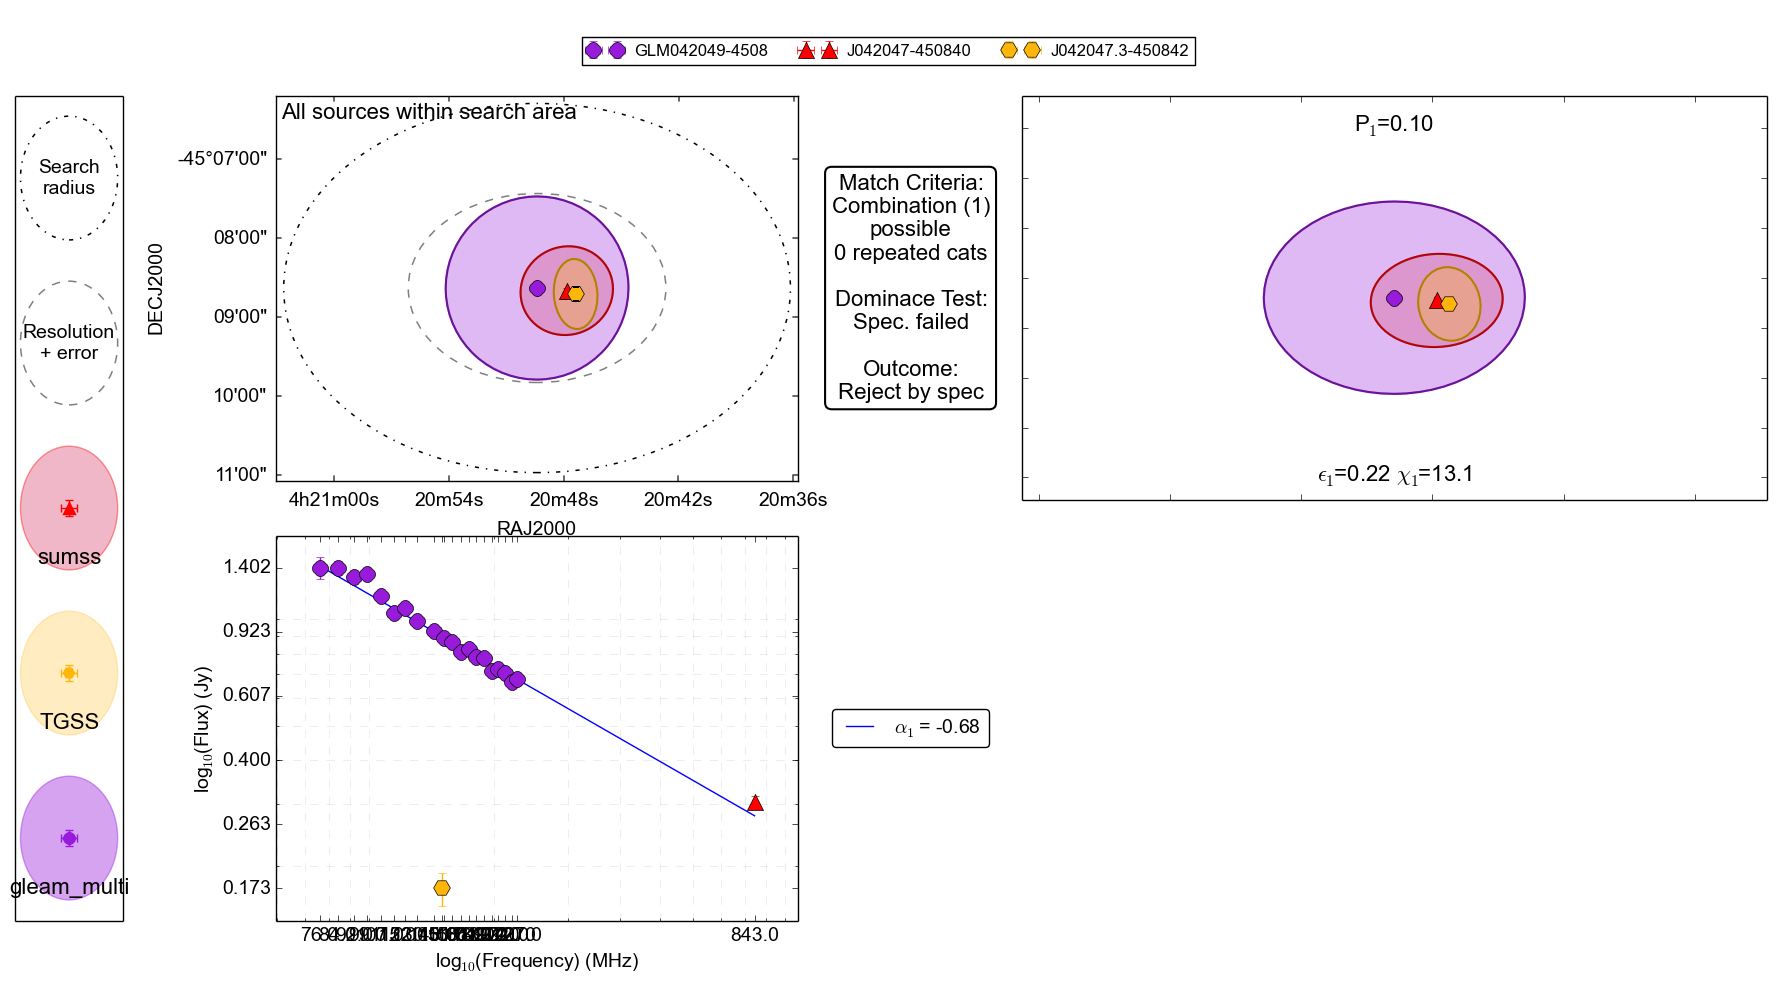 GLM042049-4508 J042047-450840 J042047.3-450842
Search
radius
Resolution
+ error
sumss
TGSS
gleam_multi
All sources within search area
DECJ2000
-45°07'00"
08'00"
09'00"
10'00"
11'00"
4h21m00s 20m54s 20m48s 20m42s 20m36s
RAJ2000
Match Criteria:
Combination (1)
possible
0 repeated cats
Dominace Test:
Spec. failed
Outcome:
Reject by spec
P1=0.10
ϵ1=0.22 χ1=13.1
log10(Flux) (Jy)
1.402
0.923
0.607
0.400
0.263
0.173
843.0
log10(Frequency) (MHz)
α1 = -0.68